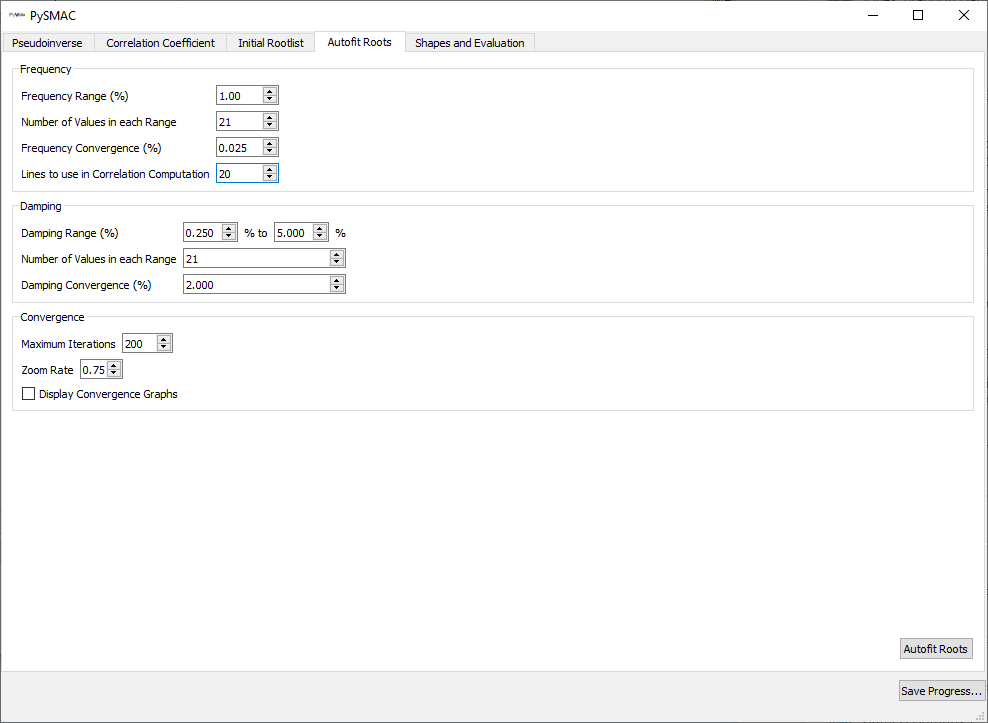 PySMAC
Pseudoinverse Correlation Coefficient Initial Rootlist Autofit Roots Shapes and Evaluation
Frequency
Frequency Range (%) 1.00
Number of Values in each Range 21
Frequency Convergence (%) 0.025
Lines to use in Correlation Computation 20
Damping
Damping Range (%) 0.250 % to 5.000 %
Number of Values in each Range 21
Damping Convergence (%) 2.000
Convergence
Maximum Iterations 200
Zoom Rate 0.75
Display Convergence Graphs
Autofit Roots
Save Progress...